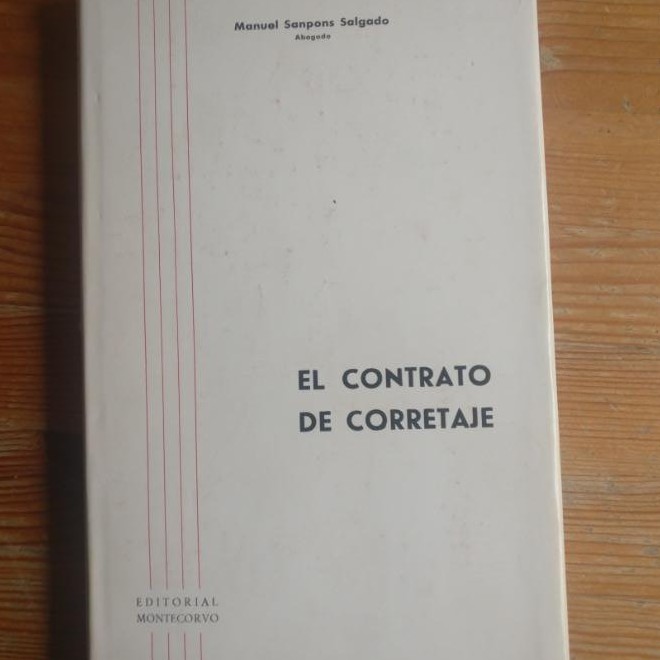 Manuel Sanpons Salgado
Abogado
EL CONTRATO
DE CORRETAJE
EDITORIAL
MONTECORVO